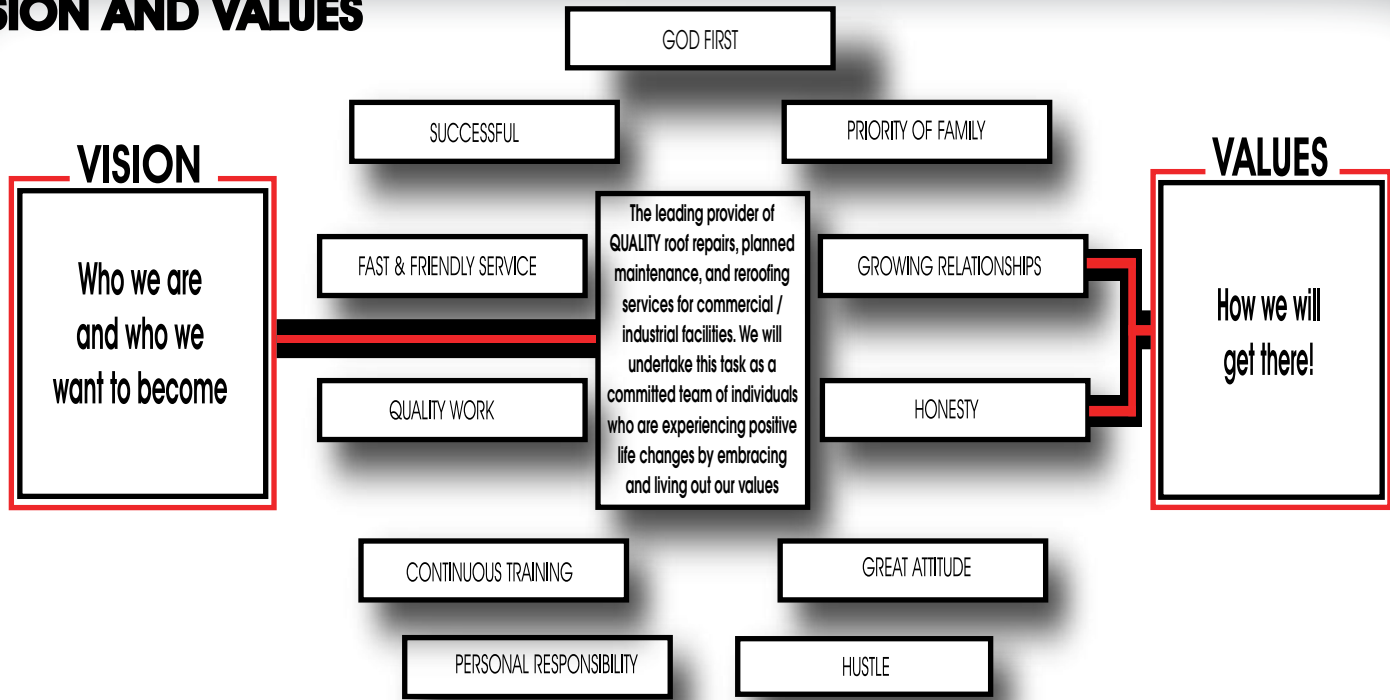 SION AND VALUES
GOD FIRST
SUCCESSFUL
PRIORITY OF FAMILY
VISION
Who we are
and who we
want to become
FAST & FRIENDLY SERVICE
QUALITY WORK
The leading provider of
QUALITY roof repairs, planned
maintenance, and reroofing
services for commercial /
industrial facilities. We will
undertake this task as a
committed team of individuals
who are experiencing positive
life changes by embracing
and living out our values
GROWING RELATIONSHIPS
HONESTY
VALUES
How we will
get there!
CONTINUOUS TRAINING
GREAT ATTITUDE
PERSONAL RESPONSIBILITY
HUSTLE